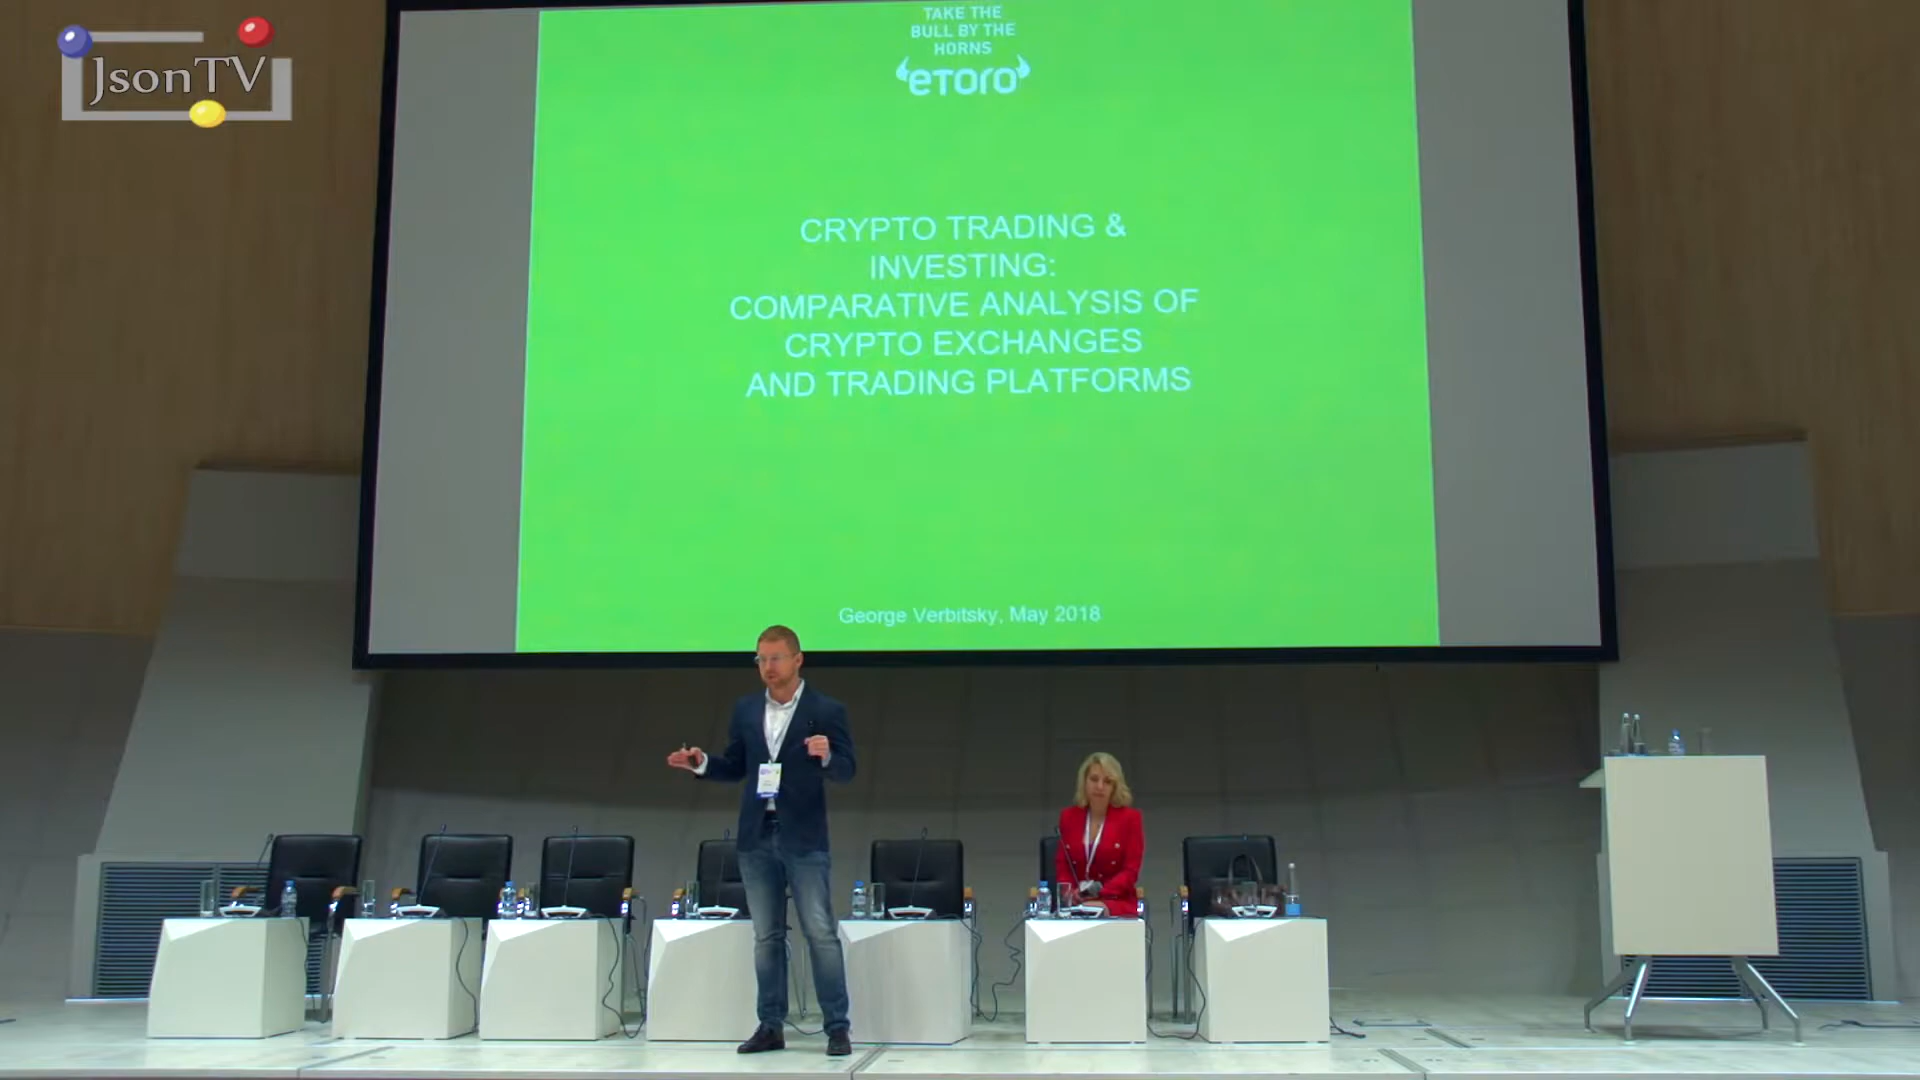 JsonTV
TAKE THE
BULL BY THE
HORNS
eToro
CRYPTO TRADING &
INVESTING:
COMPARATIVE ANALYSIS OF
CRYPTO EXCHANGES
AND TRADING PLATFORMS
George Verbitsky, May 2018